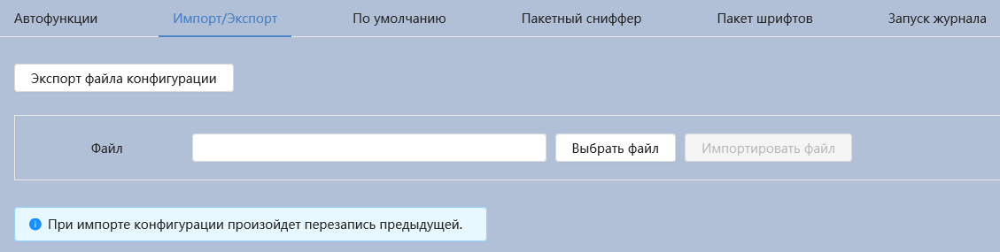 Автофункции Импорт/Экспорт По умолчанию Пакетный сниффер Пакет шрифтов Запуск журнала
Экспорт файла конфигурации
Файл Выбрать файл Импортировать файл
При импорте конфигурации произойдет перезапись предыдущей.